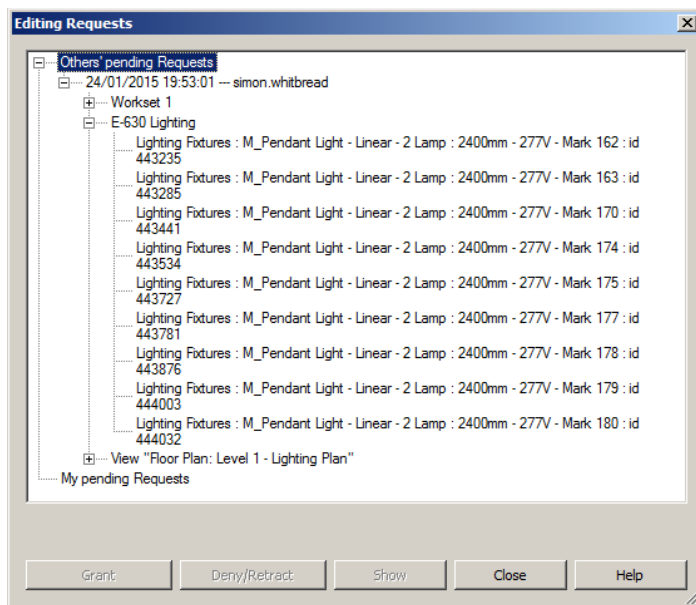 Editing Requests
Others' pending Requests
24/01/2015 19:53:01 --- simon.whitbread
Workset 1
E-630 Lighting
Lighting Fixtures : M_Pendant Light - Linear - 2 Lamp : 2400mm - 277V - Mark 162 : id
443235
Lighting Fixtures : M_Pendant Light - Linear - 2 Lamp : 2400mm - 277V - Mark 163 : id
443285
Lighting Fixtures : M_Pendant Light - Linear - 2 Lamp : 2400mm - 277V - Mark 170 : id
443441
Lighting Fixtures : M_Pendant Light - Linear - 2 Lamp : 2400mm - 277V - Mark 174 : id
443534
Lighting Fixtures : M_Pendant Light - Linear - 2 Lamp : 2400mm - 277V - Mark 175 : id
443727
Lighting Fixtures : M_Pendant Light - Linear - 2 Lamp : 2400mm - 277V - Mark 177 : id
443781
Lighting Fixtures : M_Pendant Light - Linear - 2 Lamp : 2400mm - 277V - Mark 178 : id
443876
Lighting Fixtures : M_Pendant Light - Linear - 2 Lamp : 2400mm - 277V - Mark 179 : id
444003
Lighting Fixtures : M_Pendant Light - Linear - 2 Lamp : 2400mm - 277V - Mark 180 : id
444032
View "Floor Plan: Level 1 - Lighting Plan"
My pending Requests
Grant Deny/Retract Show Close Help